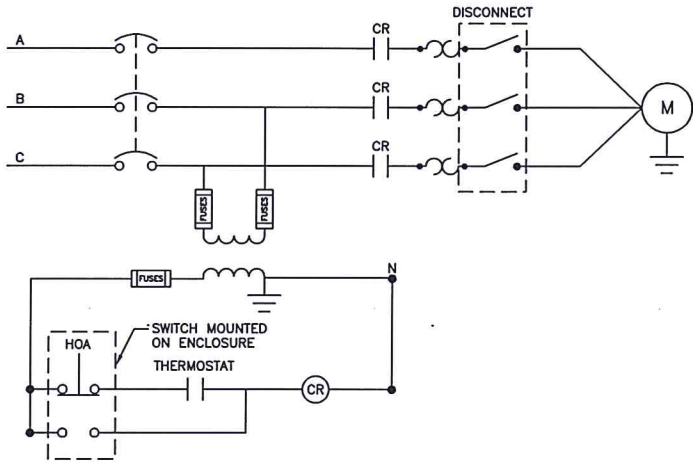 DISCONNECT
A
CR
B
CR
C
CR
M
FUSES
FUSES
FUSES
N
SWITCH MOUNTED
ON ENCLOSURE
HOA
THERMOSTAT
CR